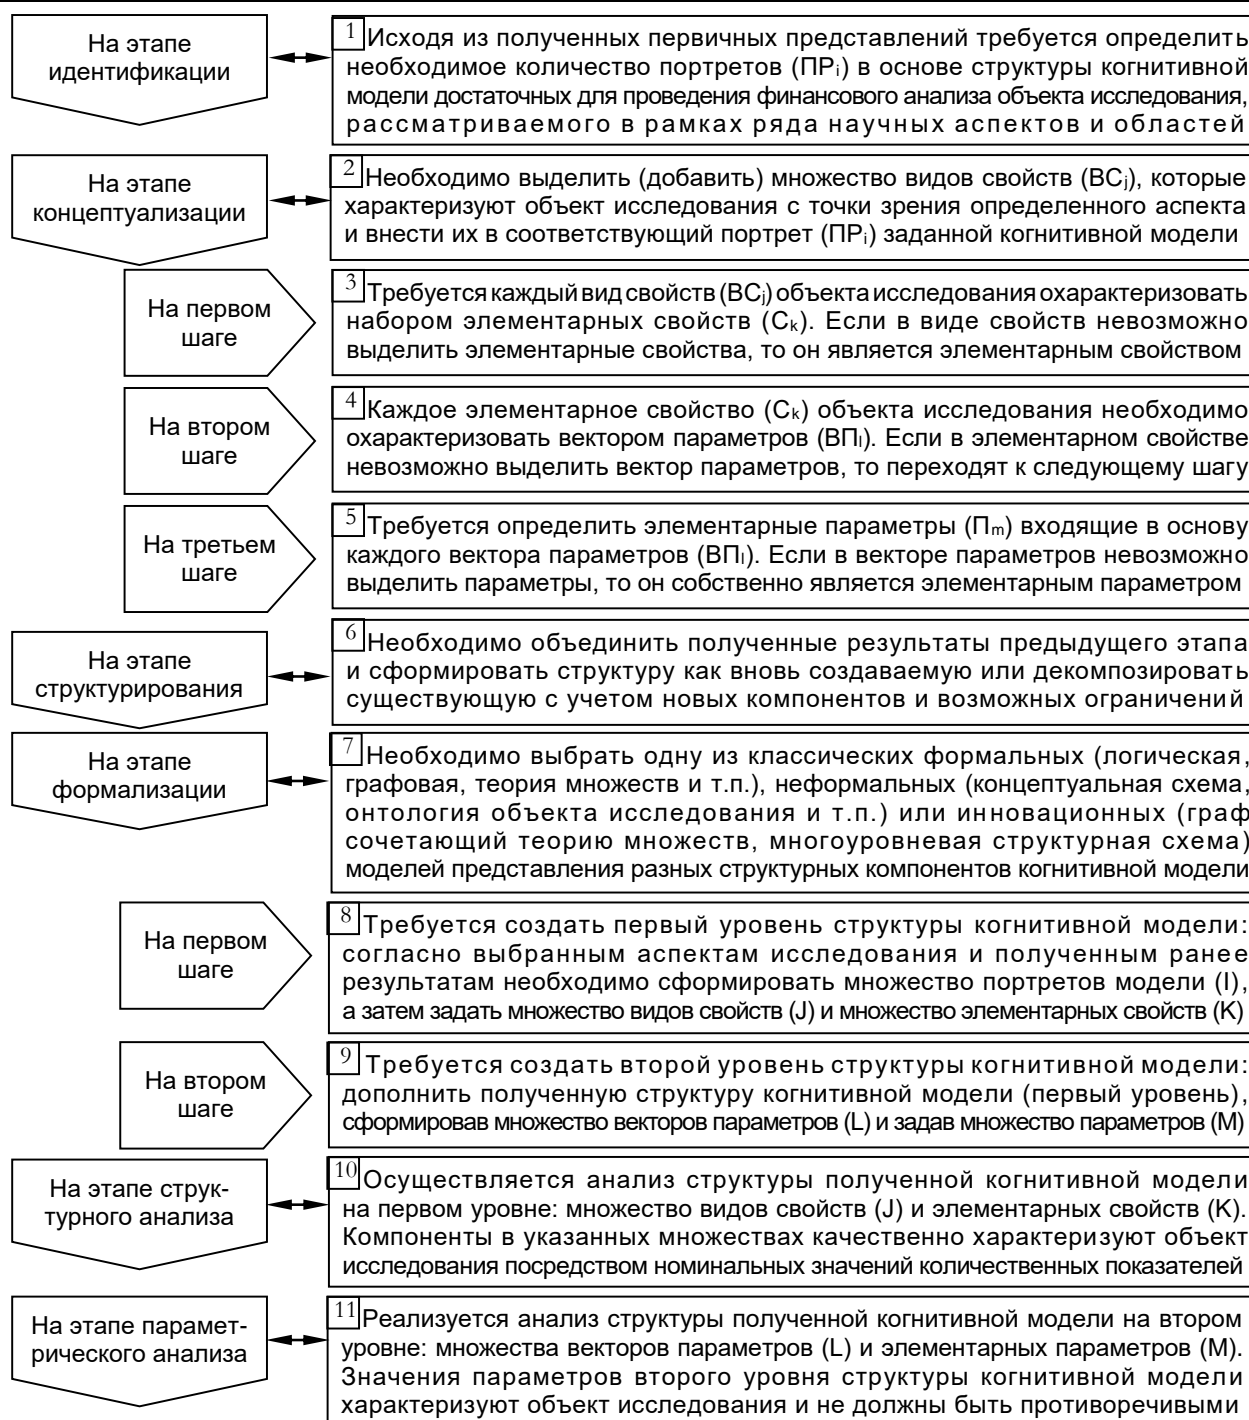 На этапе
идентификации
1 Исходя из полученных первичных представлений требуется определить
необходимое количество портретов (ПРi) в основе структуры когнитивной
модели достаточных для проведения финансового анализа объекта исследования,
рассматриваемого в рамках ряда научных аспектов и областей
На этапе
концептуализации
2 Необходимо выделить (добавить) множество видов свойств (ВСj), которые
характеризуют объект исследования с точки зрения определенного аспекта
и внести их в соответствующий портрет (ПРi) заданной когнитивной модели
На первом
шаге
3 Требуется каждый вид свойств (ВСj) объекта исследования охарактеризовать
набором элементарных свойств (Сk). Если в виде свойств невозможно
выделить элементарные свойства, то он является элементарным свойством
На втором
шаге
4 Каждое элементарное свойство (Сk) объекта исследования необходимо
охарактеризовать вектором параметров (ВПl). Если в элементарном свойстве
невозможно выделить вектор параметров, то переходят к следующему шагу
На третьем
шаге
5 Требуется определить элементарные параметры (Пm) входящие в основу
каждого вектора параметров (ВПl). Если в векторе параметров невозможно
выделить параметры, то он собственно является элементарным параметром
На этапе
структурирования
6 Необходимо объединить полученные результаты предыдущего этапа
и сформировать структуру как вновь создаваемую или декомпозировать
существующую с учетом новых компонентов и возможных ограничений
На этапе
формализации
7 Необходимо выбрать одну из классических формальных (логическая,
графовая, теория множеств и т.п.), неформальных (концептуальная схема,
онтология объекта исследования и т.п.) или инновационных (граф
сочетающий теорию множеств, многоуровневая структурная схема)
моделей представления разных структурных компонентов когнитивной модели
На первом
шаге
8 Требуется создать первый уровень структуры когнитивной модели:
согласно выбранным аспектам исследования и полученным ранее
результатам необходимо сформировать множество портретов модели (I),
а затем задать множество видов свойств (J) и множество элементарных свойств (K)
На втором
шаге
9 Требуется создать второй уровень структуры когнитивной модели:
дополнить полученную структуру когнитивной модели (первый уровень),
сформировав множество векторов параметров (L) и задав множество параметров (M)
На этапе струк-
турного анализа
10 Осуществляется анализ структуры полученной когнитивной модели
на первом уровне: множество видов свойств (J) и элементарных свойств (K).
Компоненты в указанных множествах качественно характеризуют объект
исследования посредством номинальных значений количественных показателей
На этапе парамет-
рического анализа
11 Реализуется анализ структуры полученной когнитивной модели на втором
уровне: множества векторов параметров (L) и элементарных параметров (M).
Значения параметров второго уровня структуры когнитивной модели
характеризуют объект исследования и не должны быть противоречивыми